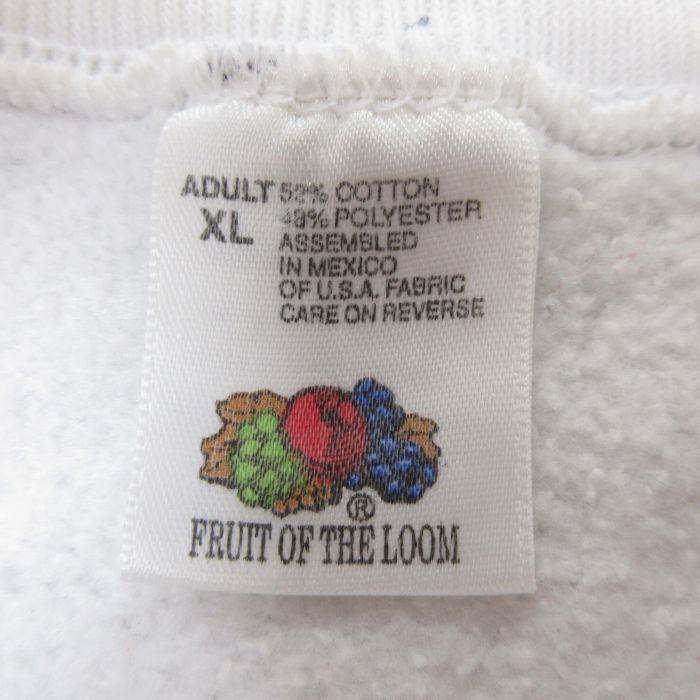 ADULT 52% COTTON
XL 48% POLYESTER
ASSEMBLED
IN MEXICO
OF U.S.A. FABRIC
CARE ON REVERSE
®
FRUIT OF THE LOOM